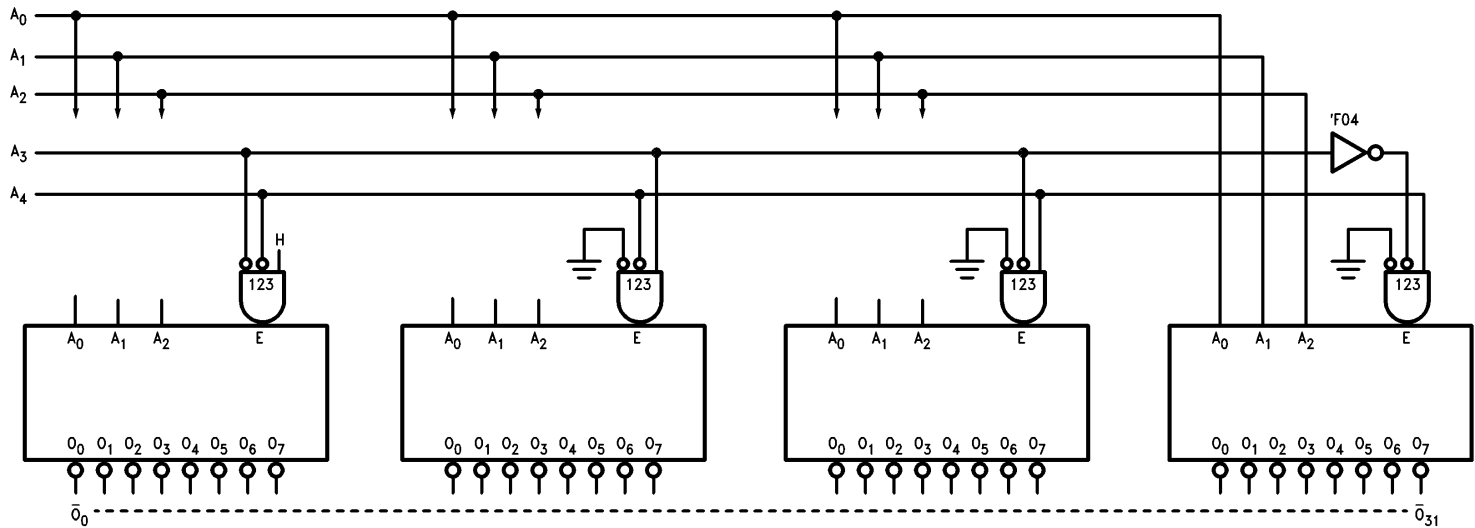 A₀
A₁
A₂
'F04
A₃
A₄
H
123 123 123 123
A₀ A₁ A₂ E A₀ A₁ A₂ E A₀ A₁ A₂ E A₀ A₁ A₂ E
O₀ O₁ O₂ O₃ O₄ O₅ O₆ O₇ O₀ O₁ O₂ O₃ O₄ O₅ O₆ O₇ O₀ O₁ O₂ O₃ O₄ O₅ O₆ O₇ O₀ O₁ O₂ O₃ O₄ O₅ O₆ O₇
Ō₀ Ō₃₁